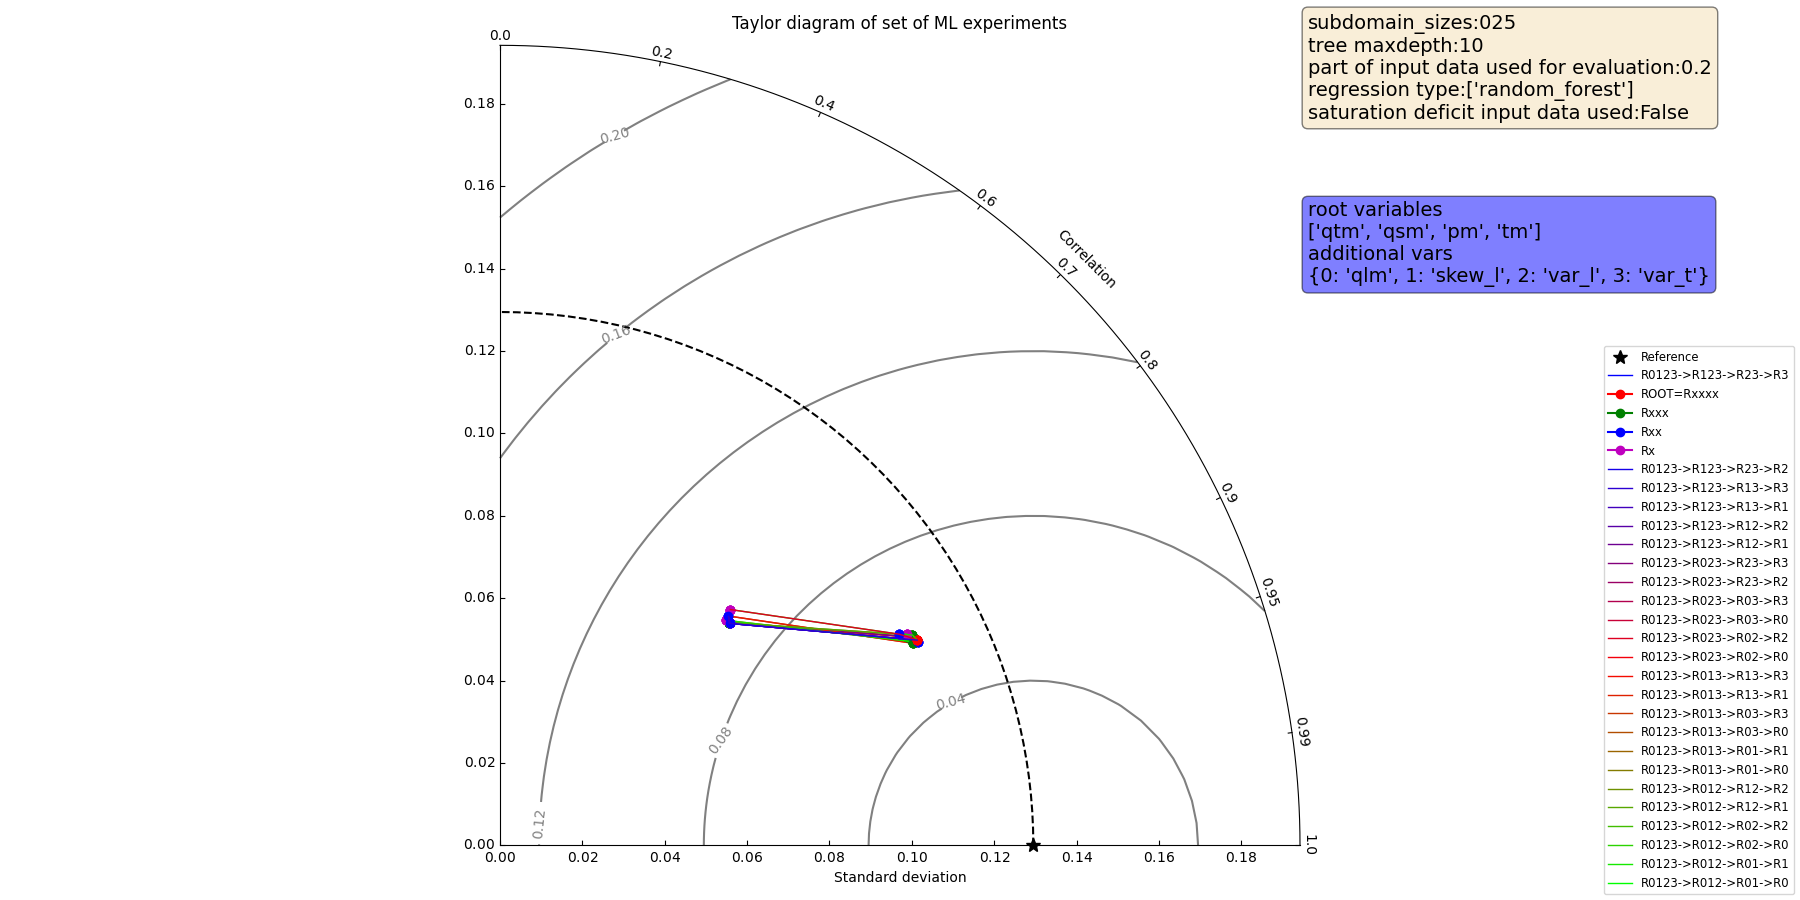 Taylor diagram of set of ML experiments
subdomain_sizes:025
tree maxdepth:10
part of input data used for evaluation:0.2
regression type:['random_forest']
saturation deficit input data used:False
root variables
['qtm', 'qsm', 'pm', 'tm']
additional vars
{0: 'qlm', 1: 'skew_l', 2: 'var_l', 3: 'var_t'}
0.0
0.2
0.4
0.6
Correlation
0.7
0.8
0.9
0.95
0.99
1.0
0.18
0.16
0.14
0.12
0.10
0.08
0.06
0.04
0.02
0.00
0.20
0.16
0.12
0.08
0.04
0.00
0.02
0.04
0.06
0.08
0.10
0.12
0.14
0.16
0.18
Standard deviation
Reference
R0123->R123->R23->R3
ROOT=Rxxxx
Rxxx
Rxx
Rx
R0123->R123->R23->R2
R0123->R123->R13->R3
R0123->R123->R13->R1
R0123->R123->R12->R2
R0123->R123->R12->R1
R0123->R023->R23->R3
R0123->R023->R23->R2
R0123->R023->R03->R3
R0123->R023->R03->R0
R0123->R023->R02->R2
R0123->R023->R02->R0
R0123->R013->R13->R3
R0123->R013->R13->R1
R0123->R013->R03->R3
R0123->R013->R03->R0
R0123->R013->R01->R1
R0123->R013->R01->R0
R0123->R012->R12->R2
R0123->R012->R12->R1
R0123->R012->R02->R2
R0123->R012->R02->R0
R0123->R012->R01->R1
R0123->R012->R01->R0